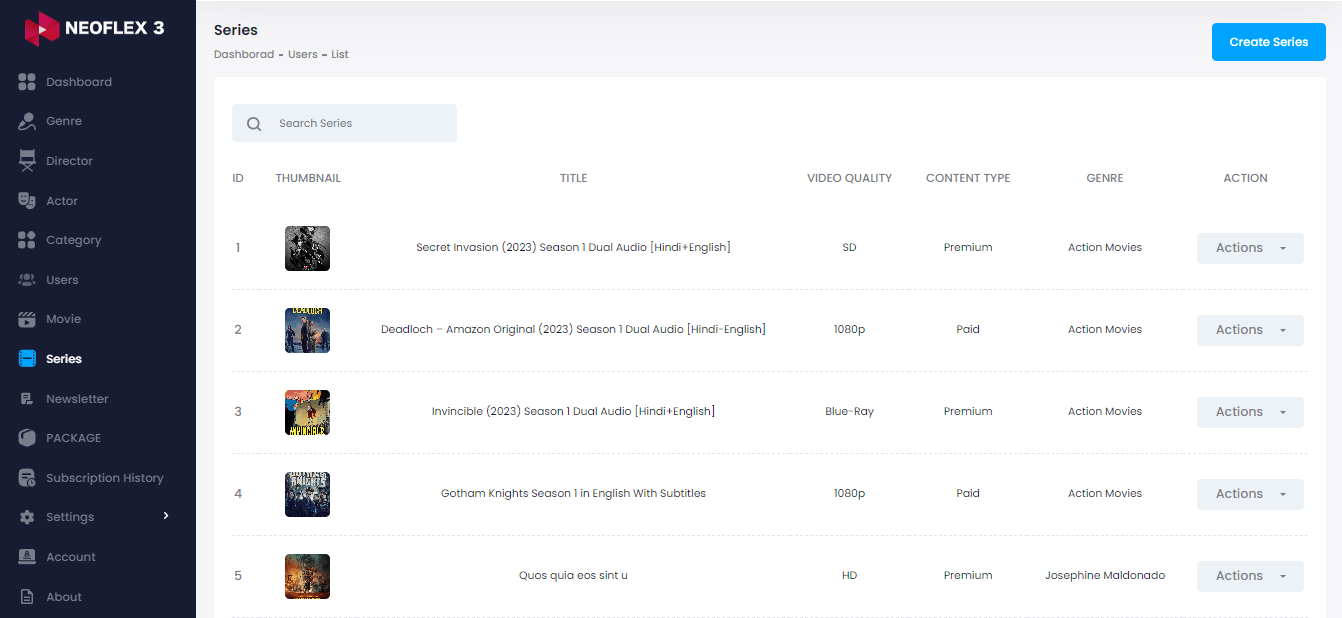 NEOFLEX 3
Dashboard
Genre
Director
Actor
Category
Users
Movie
Series
Newsletter
PACKAGE
Subscription History
Settings
Account
About
Series
Dashborad - Users - List
Create Series
Search Series
ID THUMBNAIL TITLE VIDEO QUALITY CONTENT TYPE GENRE ACTION
1 Secret Invasion (2023) Season 1 Dual Audio [Hindi+English] SD Premium Action Movies Actions
DEADLOCH
2 Deadloch – Amazon Original (2023) Season 1 Dual Audio [Hindi-English] 1080p Paid Action Movies Actions
3 Invincible (2023) Season 1 Dual Audio [Hindi+English] Blue-Ray Premium Action Movies Actions
INVINCIBLE
KNIGHTS
4 Gotham Knights Season 1 in English With Subtitles 1080p Paid Action Movies Actions
5 Quos quia eos sint u HD Premium Josephine Maldonado Actions